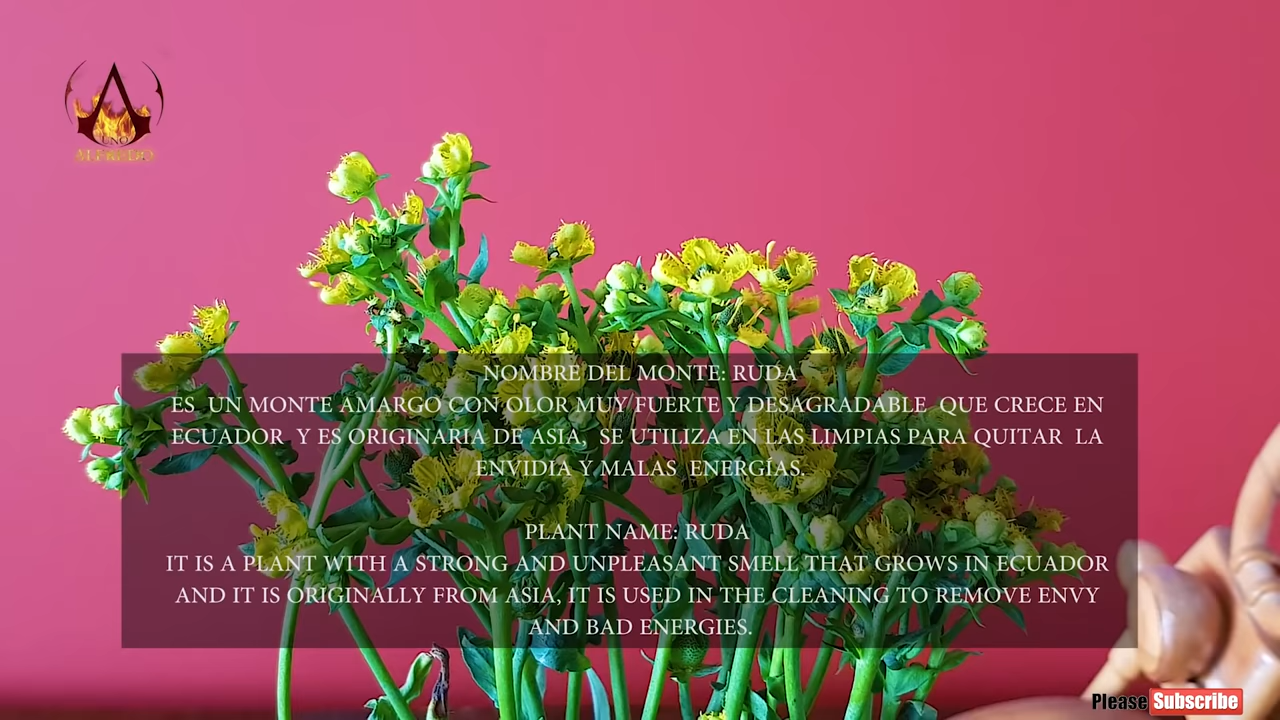 UNO
ALFREDO
NOMBRE DEL MONTE: RUDA
ES UN MONTE AMARGO CON OLOR MUY FUERTE Y DESAGRADABLE QUE CRECE EN
ECUADOR Y ES ORIGINARIA DE ASIA, SE UTILIZA EN LAS LIMPIAS PARA QUITAR LA
ENVIDIA Y MALAS ENERGÍAS.
PLANT NAME: RUDA
IT IS A PLANT WITH A STRONG AND UNPLEASANT SMELL THAT GROWS IN ECUADOR
AND IT IS ORIGINALLY FROM ASIA, IT IS USED IN THE CLEANING TO REMOVE ENVY
AND BAD ENERGIES.
Please Subscribe